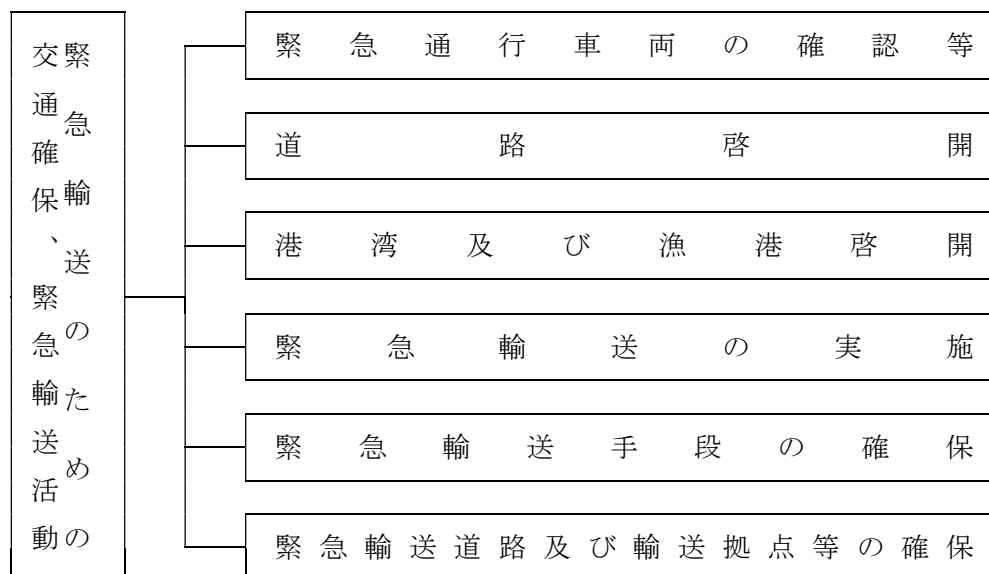 緊急輸送のための
交通確保、緊急輸送活動
緊急通行車両の確認等
道路啓開
港湾及び漁港啓開
緊急輸送の実施
緊急輸送手段の確保
緊急輸送道路及び輸送拠点等の確保